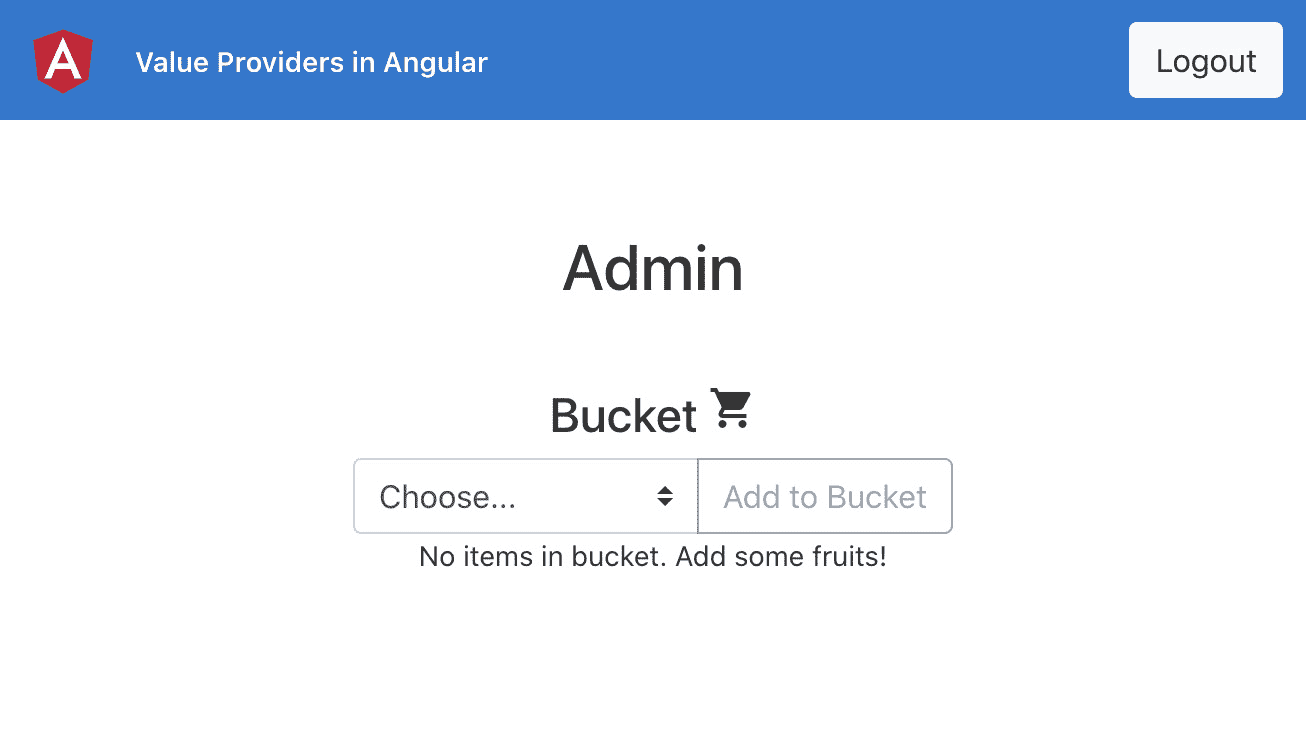 Value Providers in Angular
Logout
Admin
Bucket
Choose...
Add to Bucket
No items in bucket. Add some fruits!